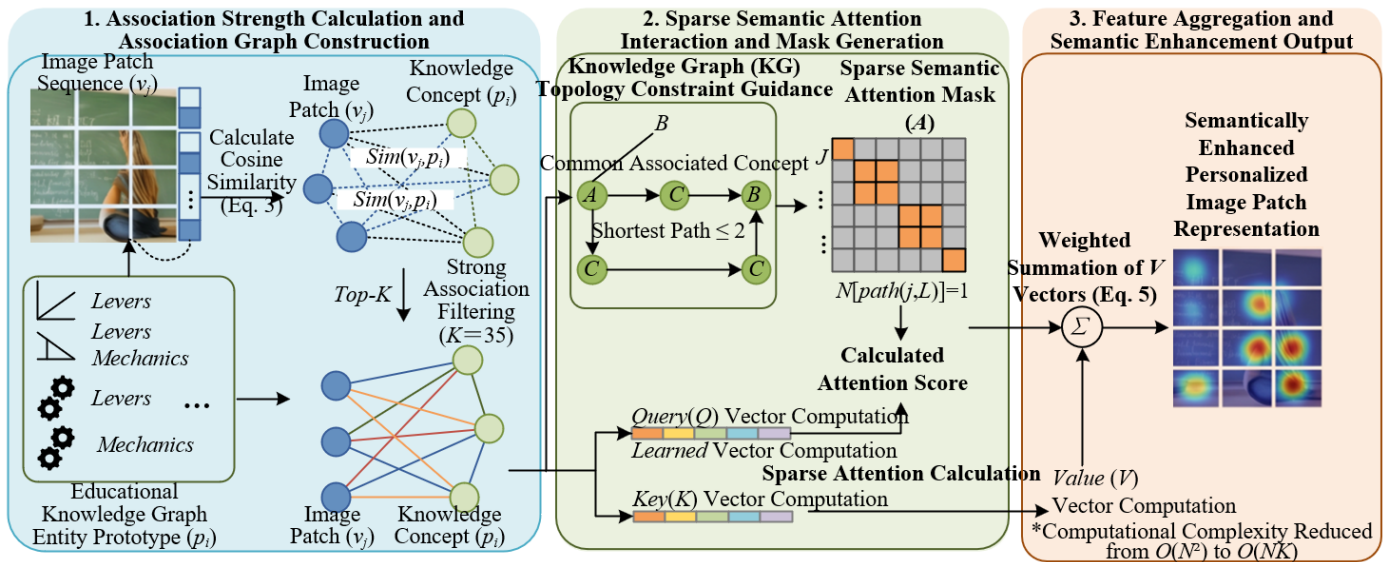 1. Association Strength Calculation and
Association Graph Construction
Image Patch
Sequence (vⱼ)
Calculate
Cosine
Similarity
(Eq. 3)
Image
Patch (vⱼ)
Knowledge
Concept (pᵢ)
Sim(vⱼ,pᵢ)
Sim(vⱼ,pᵢ)
Top-K
Strong
Association
Filtering
(K=35)
Levers
Levers
Mechanics
Levers ...
Mechanics
Educational
Knowledge Graph
Entity Prototype (pᵢ)
Image
Patch (vⱼ)
Knowledge
Concept (pᵢ)
2. Sparse Semantic Attention
Interaction and Mask Generation
Knowledge Graph (KG)
Topology Constraint Guidance
B
Common Associated Concept
A C B
Shortest Path ≤ 2
C C
Sparse Semantic
Attention Mask
(A)
J
⋮
⋮
N[path(j,L)]=1
Calculated
Attention Score
Query(Q) Vector Computation
Learned Vector Computation
Sparse Attention Calculation
Key(K) Vector Computation
3. Feature Aggregation and
Semantic Enhancement Output
Semantically
Enhanced
Personalized
Image Patch
Representation
Weighted
Summation of V
Vectors (Eq. 5)
Σ
Value (V)
Vector Computation
*Computational Complexity Reduced
from O(N²) to O(NK)